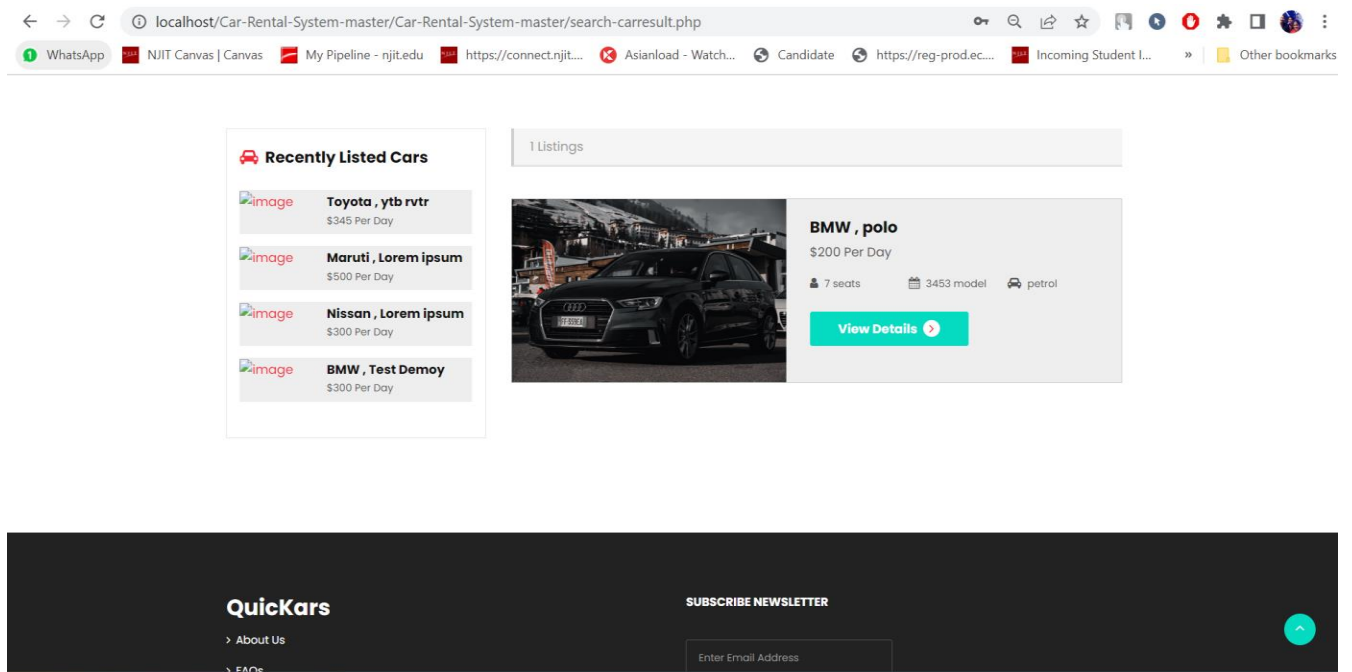 localhost/Car-Rental-System-master/Car-Rental-System-master/search-carresult.php
1 WhatsApp NJIT Canvas | Canvas My Pipeline - njit.edu https://connect.njit.... Asianload - Watch... Candidate https://reg-prod.ec.... Incoming Student I... » Other bookmarks
Recently Listed Cars
image Toyota , ytb rvtr
$345 Per Day
image Maruti , Lorem ipsum
$500 Per Day
image Nissan , Lorem ipsum
$300 Per Day
image BMW , Test Demoy
$300 Per Day
1 Listings
BMW , polo
$200 Per Day
7 seats 3453 model petrol
View Details
QuicKars
> About Us
> FAQs
SUBSCRIBE NEWSLETTER
Enter Email Address